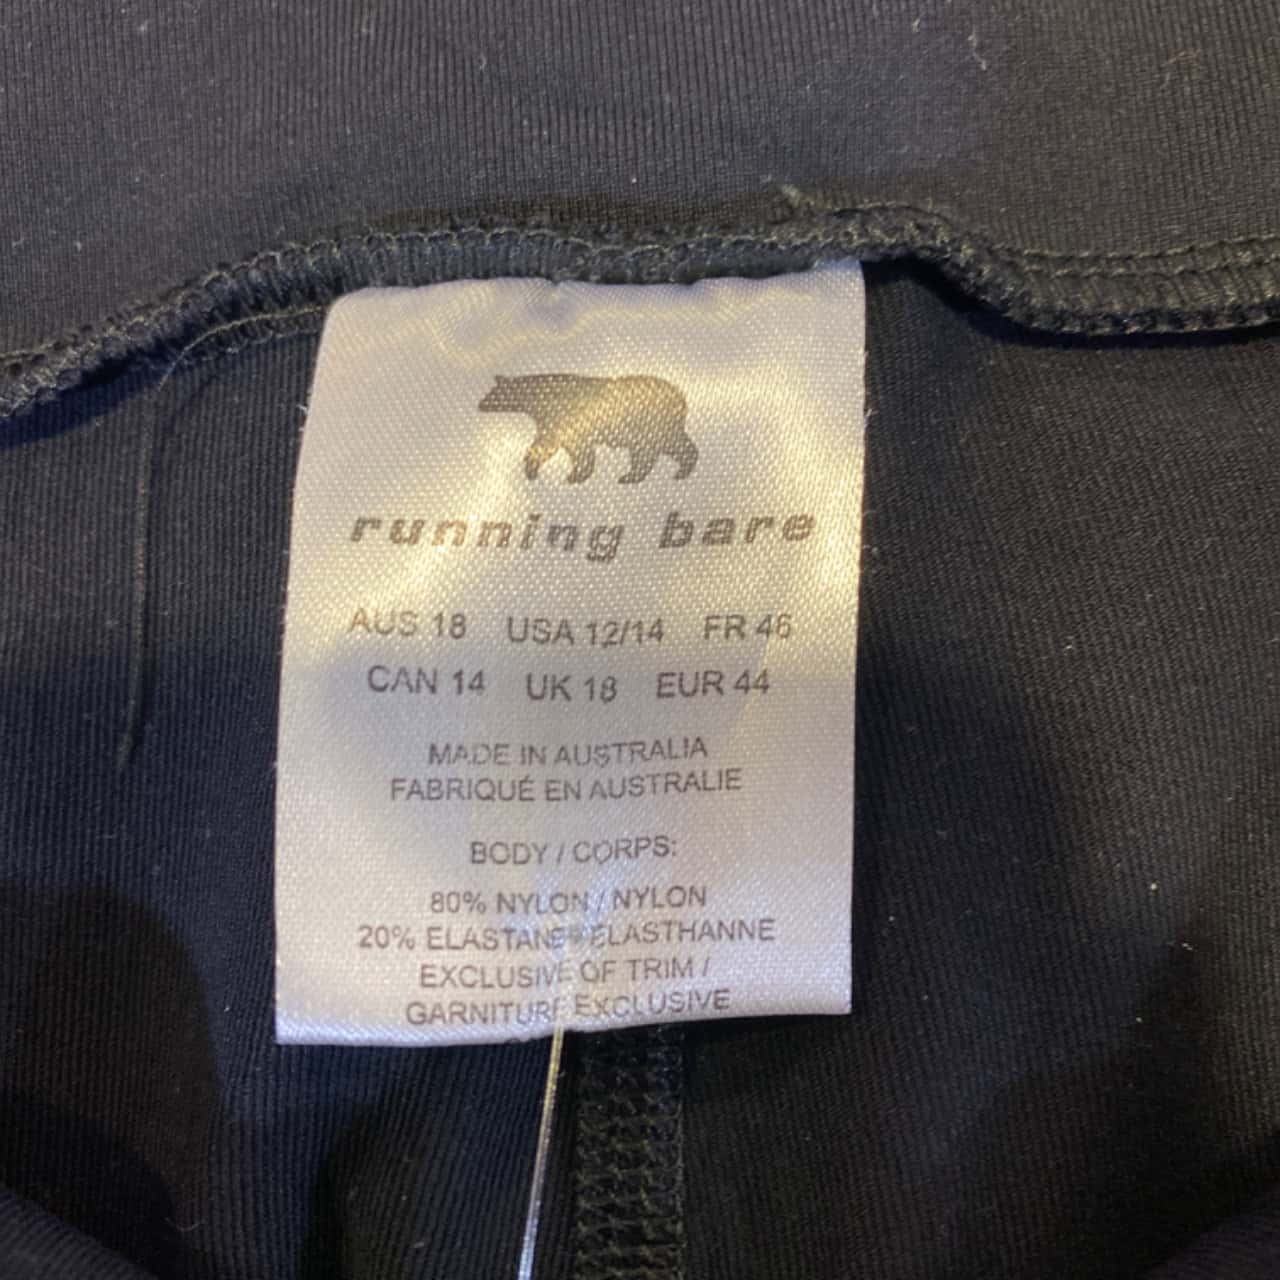 running bare
AUS 18 USA 12/14 FR 46
CAN 14 UK 18 EUR 44
MADE IN AUSTRALIA
FABRIQUÉ EN AUSTRALIE
BODY / CORPS:
80% NYLON / NYLON
20% ELASTANE / ELASTHANNE
EXCLUSIVE OF TRIM /
GARNITURE EXCLUSIVE